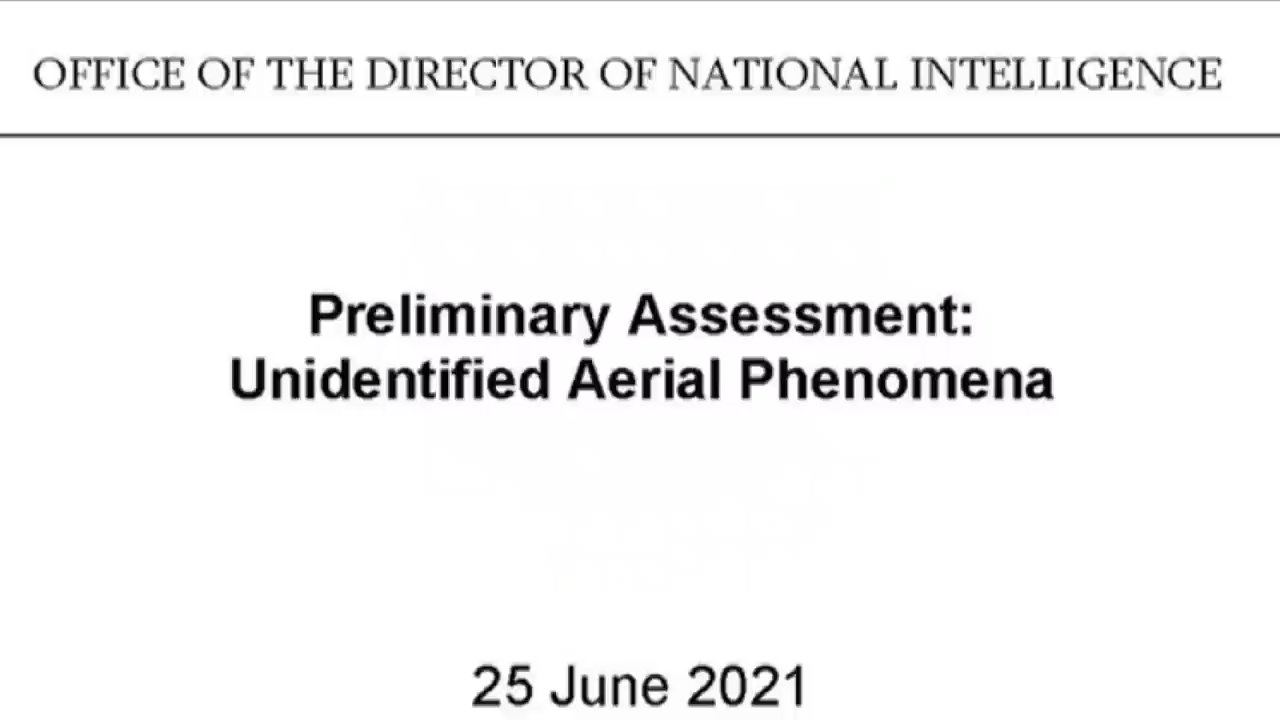 OFFICE OF THE DIRECTOR OF NATIONAL INTELLIGENCE
Preliminary Assessment:
Unidentified Aerial Phenomena
25 June 2021